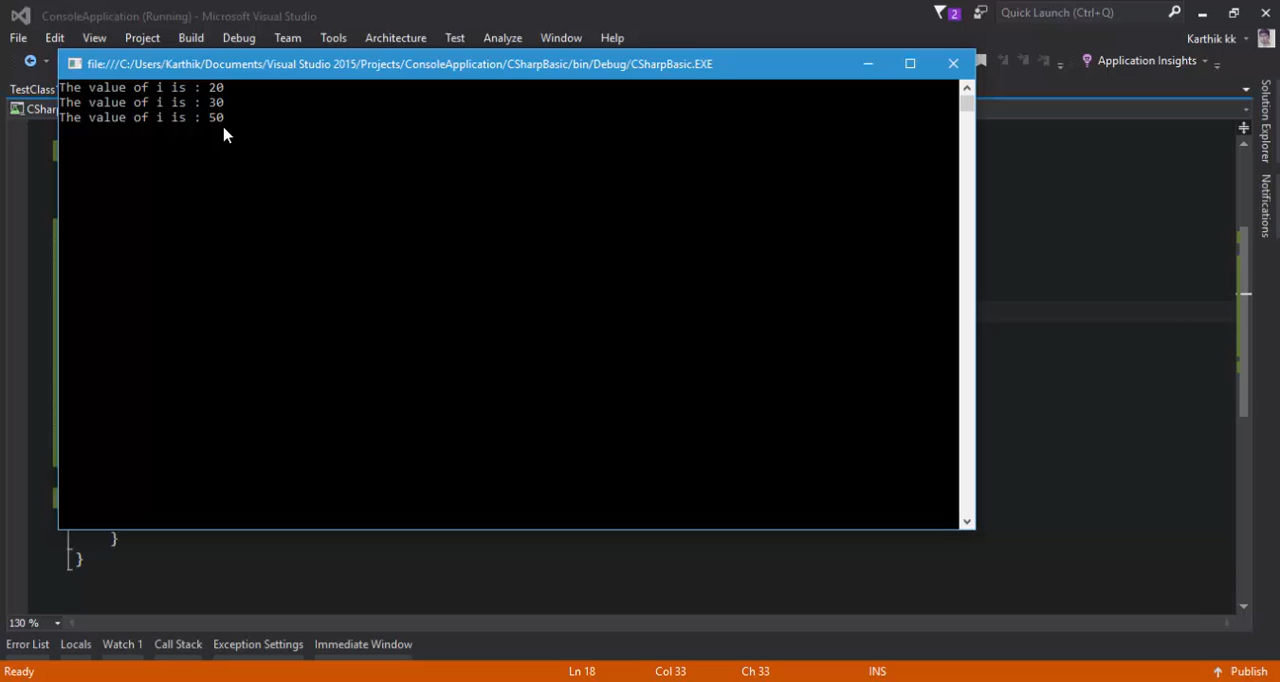 ConsoleApplication (Running) - Microsoft Visual Studio
2
Quick Launch (Ctrl+Q)
File Edit View Project Build Debug Team Tools Architecture Test Analyze Window Help
Karthik kk
file:///C:/Users/Karthik/Documents/Visual Studio 2015/Projects/ConsoleApplication/CSharpBasic/bin/Debug/CSharpBasic.EXE
Application Insights
TestClass
CSharp
The value of i is : 20
The value of i is : 30
The value of i is : 50
Solution Explorer
Notifications
}
}
130 %
Error List Locals Watch 1 Call Stack Exception Settings Immediate Window
Ready Ln 18 Col 33 Ch 33 INS Publish